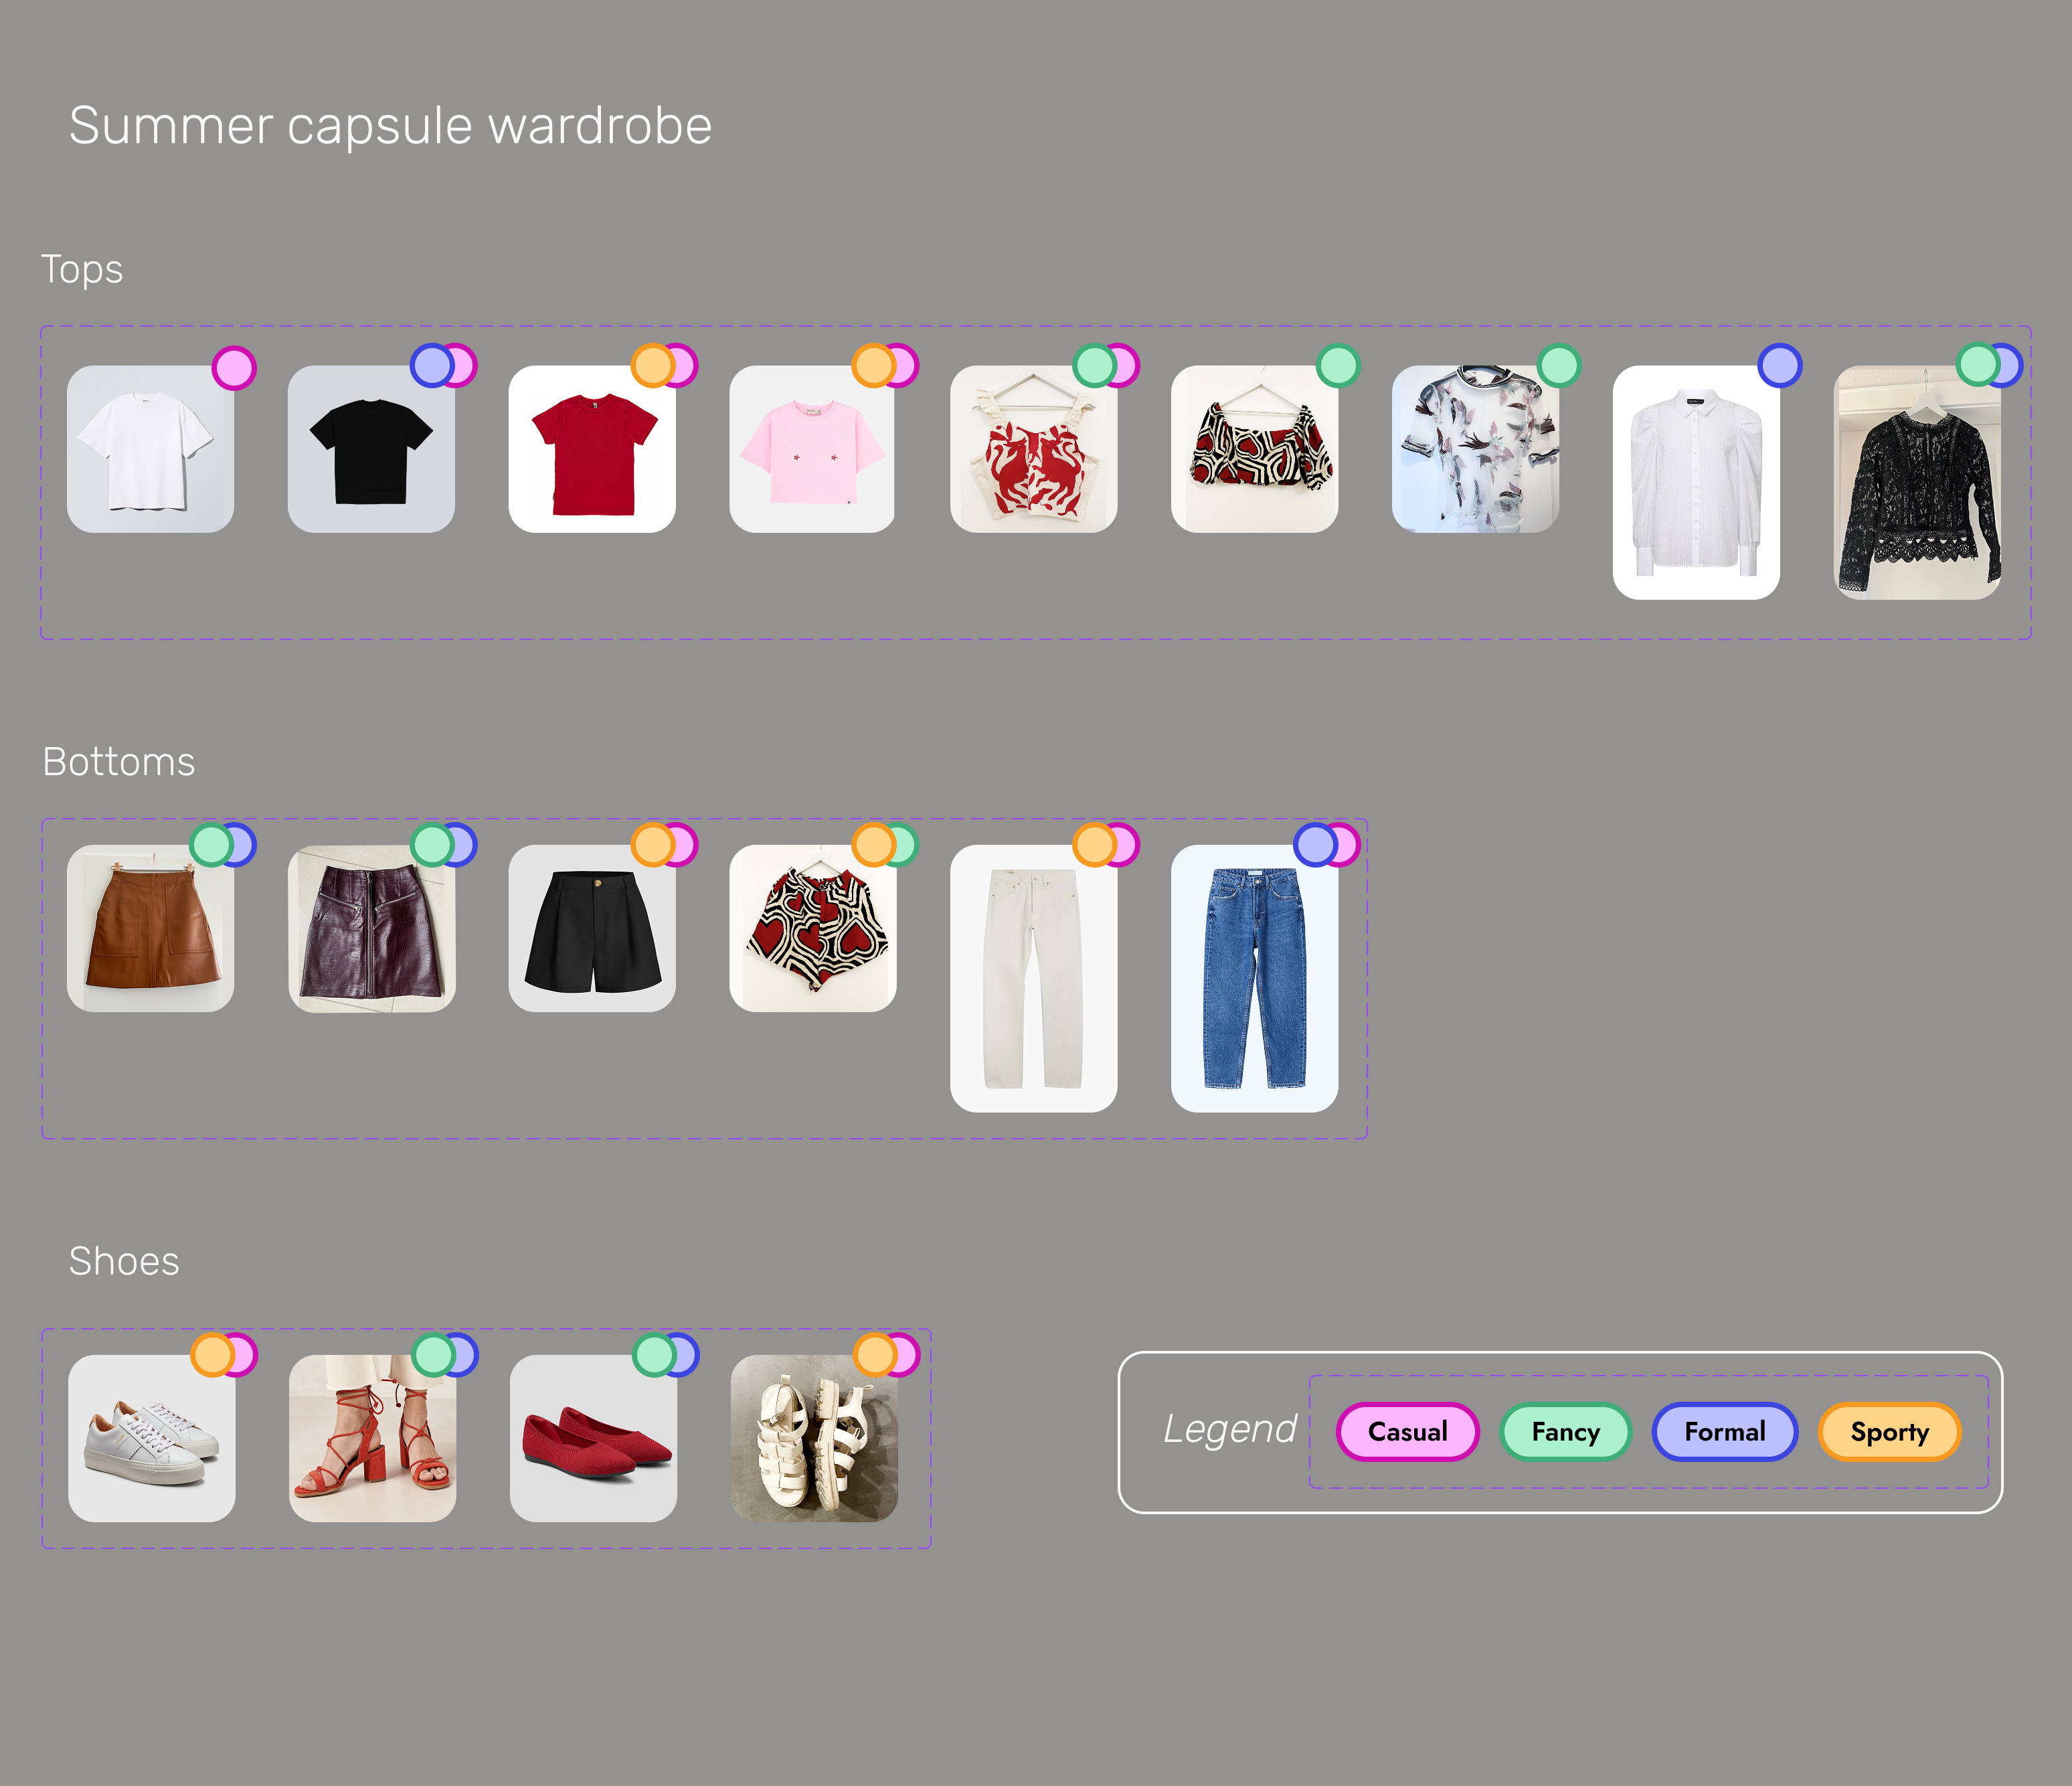 Summer capsule wardrobe
Tops
Bottoms
Shoes
Legend
Casual
Fancy
Formal
Sporty